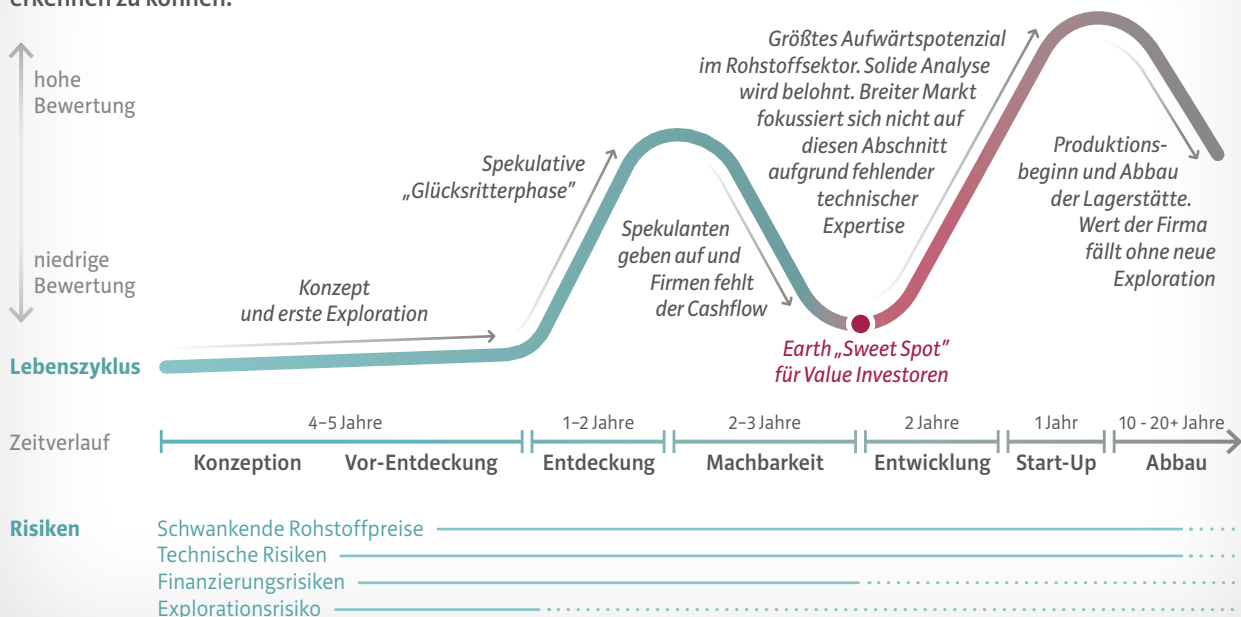 erkennen zu können.
hohe
Bewertung
niedrige
Bewertung
Konzept
und erste Exploration
Spekulative
„Glücksritterphase”
Spekulanten
geben auf und
Firmen fehlt
der Cashflow
Größtes Aufwärtspotenzial
im Rohstoffsektor. Solide Analyse
wird belohnt. Breiter Markt
fokussiert sich nicht auf
diesen Abschnitt
aufgrund fehlender
technischer
Expertise
Produktions-
beginn und Abbau
der Lagerstätte.
Wert der Firma
fällt ohne neue
Exploration
Earth „Sweet Spot”
für Value Investoren
Lebenszyklus
Zeitverlauf
4–5 Jahre
1–2 Jahre
2–3 Jahre
2 Jahre
1 Jahr
10 - 20+ Jahre
Konzeption
Vor-Entdeckung
Entdeckung
Machbarkeit
Entwicklung
Start-Up
Abbau
Risiken
Schwankende Rohstoffpreise
Technische Risiken
Finanzierungsrisiken
Explorationsrisiko